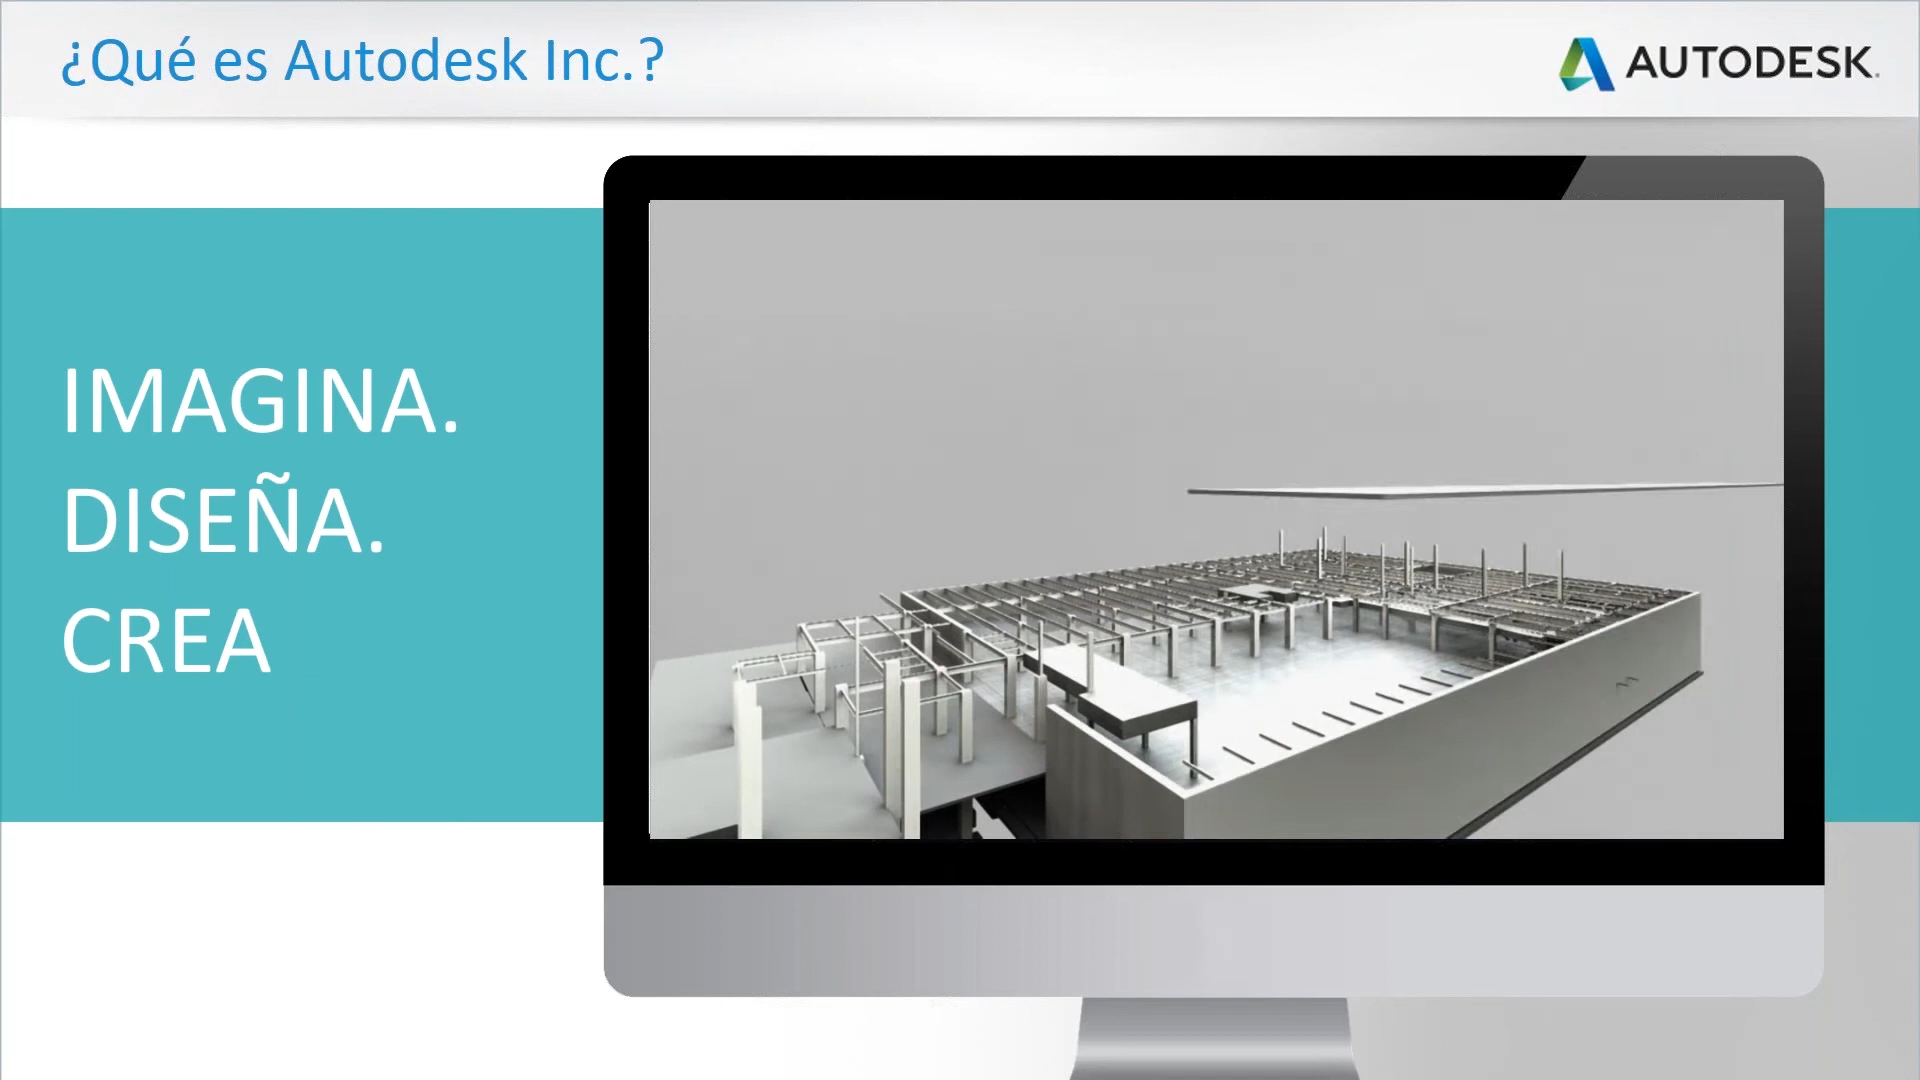 ¿Qué es Autodesk Inc.?
AUTODESK.
IMAGINA.
DISEÑA.
CREA